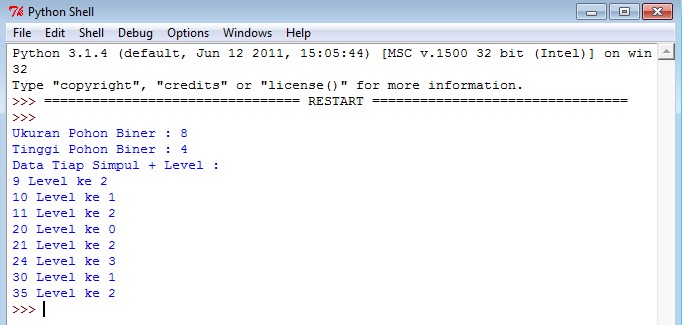 Python Shell
File Edit Shell Debug Options Windows Help
Python 3.1.4 (default, Jun 12 2011, 15:05:44) [MSC v.1500 32 bit (Intel)] on win
32
Type "copyright", "credits" or "license()" for more information.
>>> ================================ RESTART ================================
>>>
Ukuran Pohon Biner : 8
Tinggi Pohon Biner : 4
Data Tiap Simpul + Level :
9 Level ke 2
10 Level ke 1
11 Level ke 2
20 Level ke 0
21 Level ke 2
24 Level ke 3
30 Level ke 1
35 Level ke 2
>>>